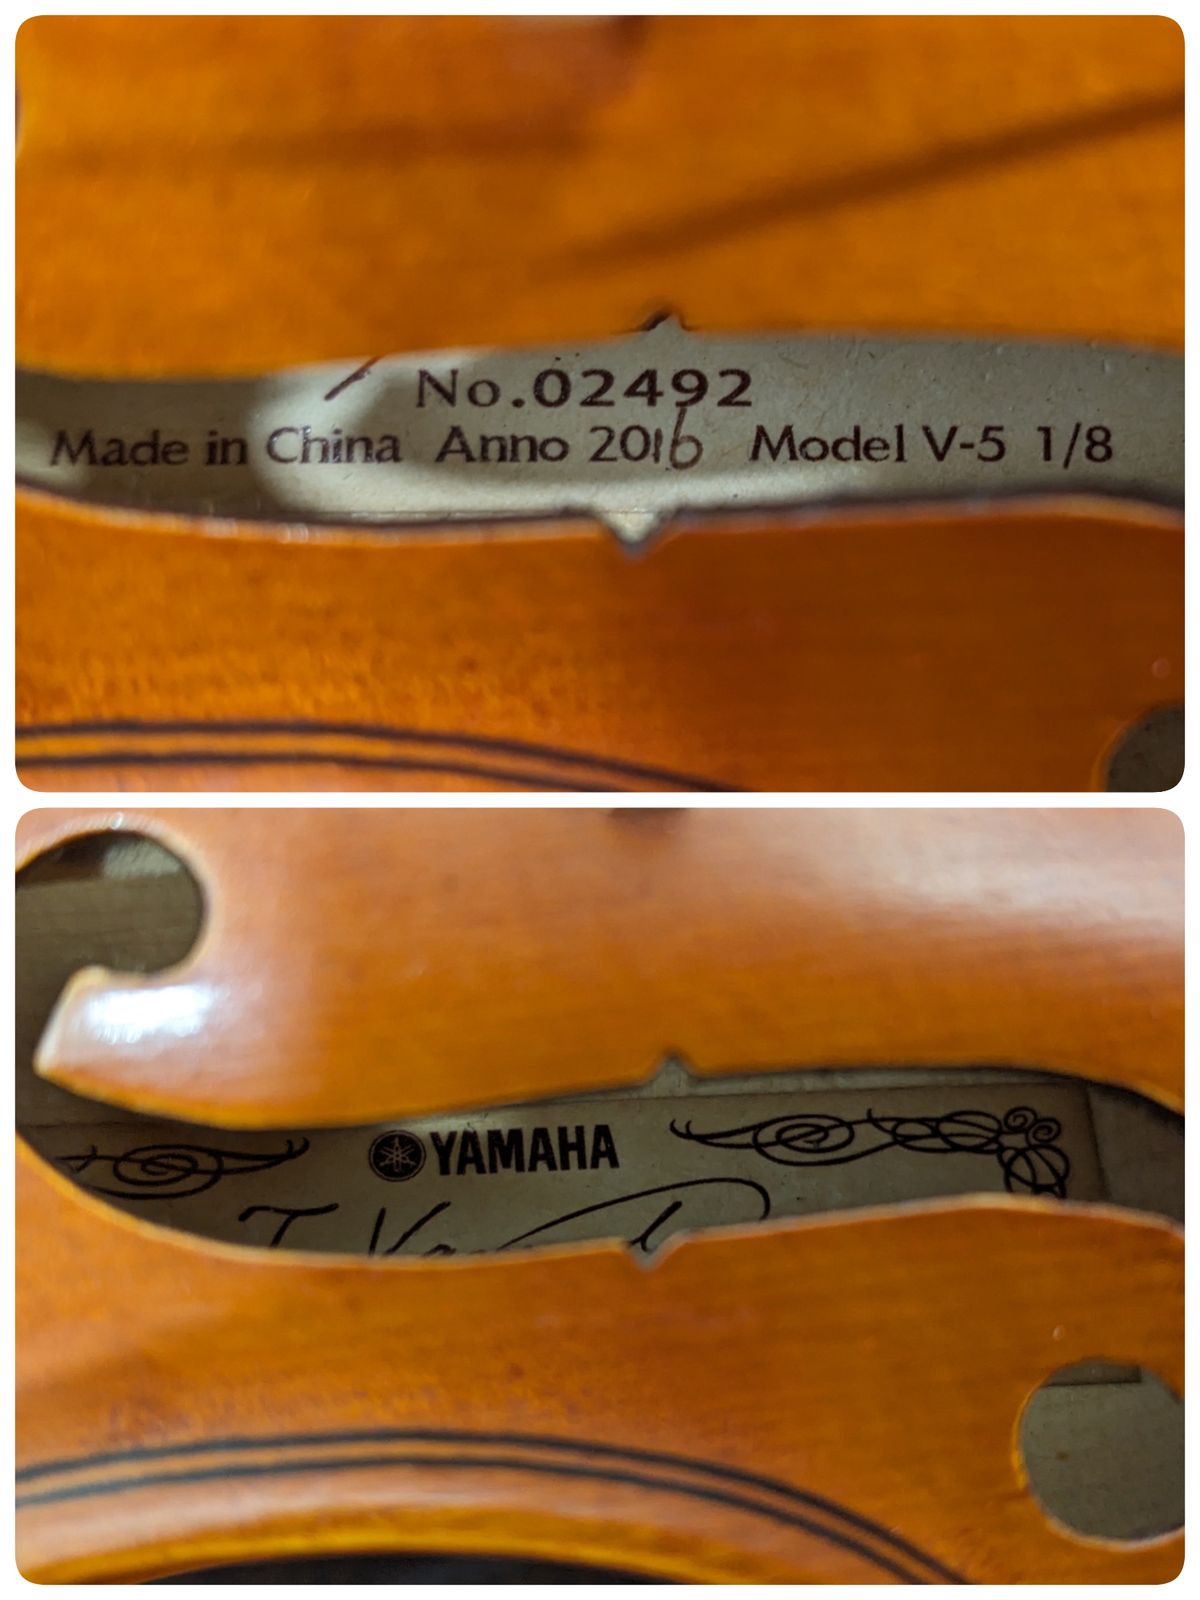 No.02492
Made in China Anno 2016 Model V-5 1/8
YAMAHA